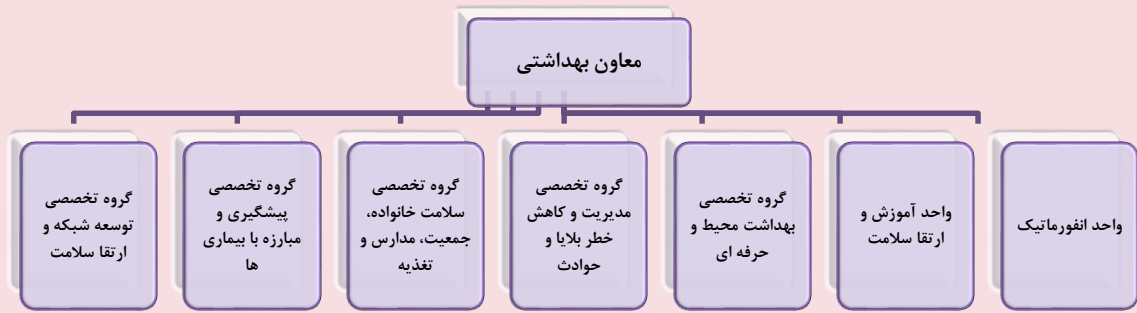 معاون بهداشتی
واحد انفورماتیک
واحد آموزش و
ارتقا سلامت
گروه تخصصی
بهداشت محیط و
حرفه ای
گروه تخصصی
مدیریت و کاهش
خطر بلایا و
حوادث
گروه تخصصی
سلامت خانواده،
جمعیت، مدارس و
تغذیه
گروه تخصصی
پیشگیری و
مبارزه با بیماری
ها
گروه تخصصی
توسعه شبکه و
ارتقا سلامت